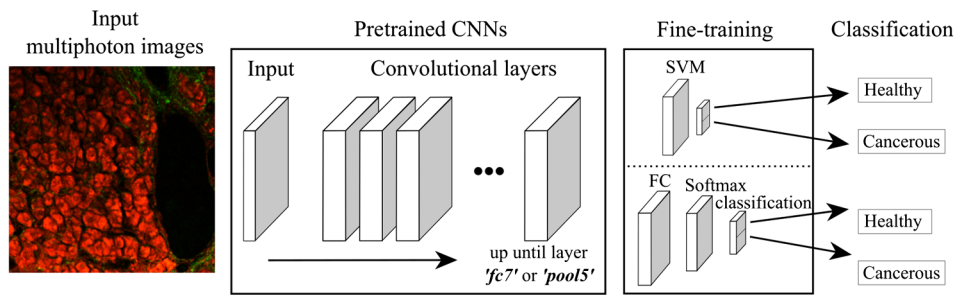 Input
multiphoton images
Pretrained CNNs
Input
Convolutional layers
up until layer
'fc7' or 'pool5'
Fine-training
SVM
FC
Softmax
classification
Classification
Healthy
Cancerous
Healthy
Cancerous